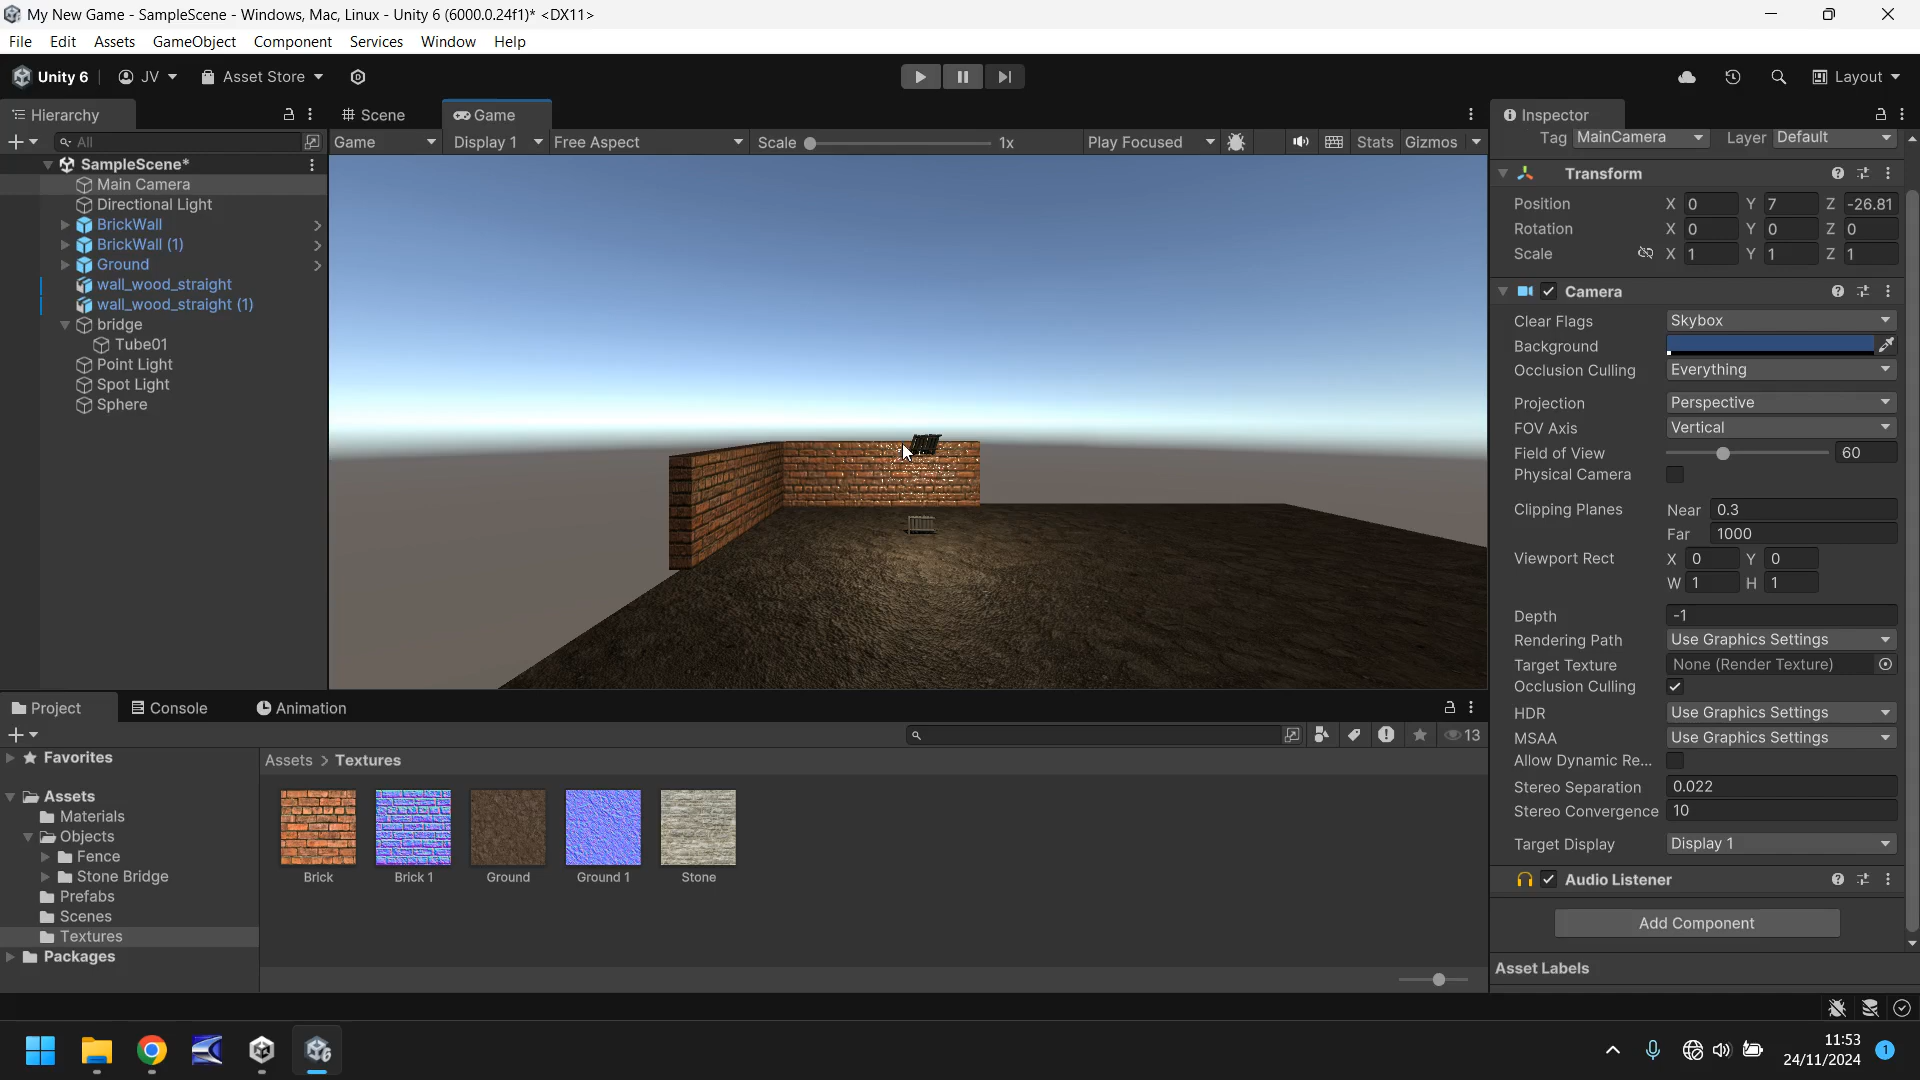 My New Game - SampleScene - Windows, Mac, Linux - Unity 6 (6000.0.24f1)* <DX11>
File Edit Assets GameObject Component Services Window Help
Unity 6 JV Asset Store Layout
Hierarchy Scene Game Inspector
All Game Display 1 Free Aspect Scale 1x Play Focused Stats Gizmos Tag MainCamera Layer Default
SampleScene*
Main Camera
Directional Light
BrickWall
BrickWall (1)
Ground
wall_wood_straight
wall_wood_straight (1)
bridge
Tube01
Point Light
Spot Light
Sphere
Transform
Position X 0 Y 7 Z -26.81
Rotation X 0 Y 0 Z 0
Scale X 1 Y 1 Z 1
Camera
Clear Flags Skybox
Background
Occlusion Culling Everything
Projection Perspective
FOV Axis Vertical
Field of View 60
Physical Camera
Clipping Planes Near 0.3
Far 1000
Viewport Rect X 0 Y 0
W 1 H 1
Depth -1
Rendering Path Use Graphics Settings
Target Texture None (Render Texture)
Occlusion Culling
HDR Use Graphics Settings
MSAA Use Graphics Settings
Allow Dynamic Re...
Stereo Separation 0.022
Stereo Convergence 10
Target Display Display 1
Audio Listener
Add Component
Asset Labels
Project Console Animation
13
Favorites
Assets
Materials
Objects
Fence
Stone Bridge
Prefabs
Scenes
Textures
Packages
Assets > Textures
Brick Brick 1 Ground Ground 1 Stone
11:53
24/11/2024 1